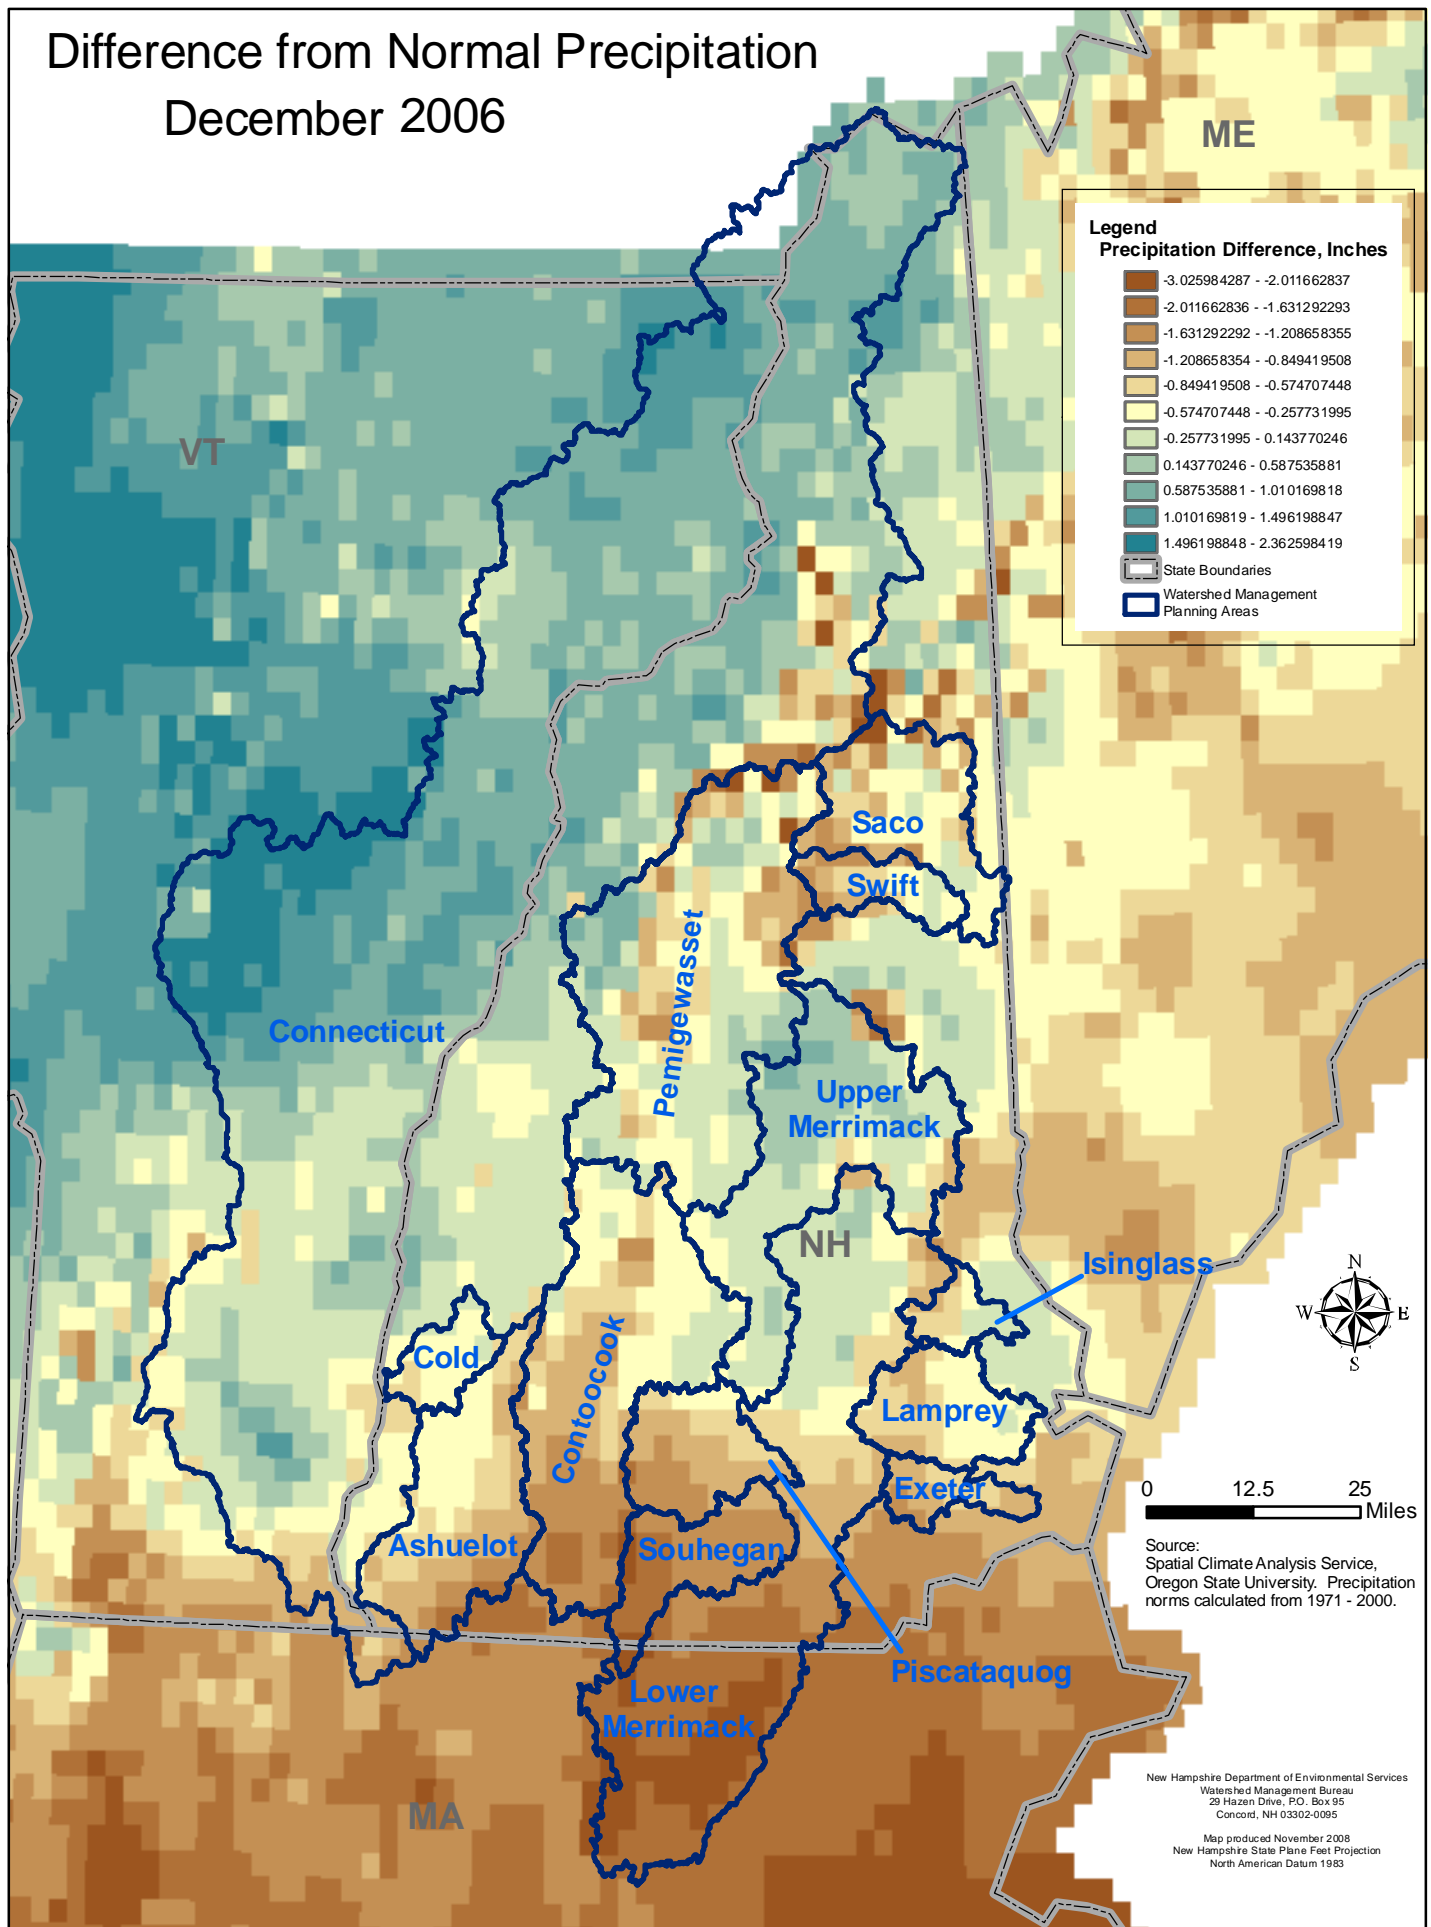 Difference from Normal Precipitation
December 2006
ME
Legend
Precipitation Difference, Inches
-3.025984287 - -2.011662837
-2.011662836 - -1.631292293
-1.631292292 - -1.208658355
-1.208658354 - -0.849419508
-0.849419508 - -0.574707448
-0.574707448 - -0.257731995
-0.257731995 - 0.143770246
0.143770246 - 0.587535881
0.587535881 - 1.010169818
1.010169819 - 1.496198847
1.496198848 - 2.362598419
State Boundaries
Watershed Management
Planning Areas
VT
Saco
Swift
Pemigewasset
Connecticut
Upper
Merrimack
NH
Isinglass
N
W
E
S
Cold
Contoocook
Lamprey
Exeter
0
12.5
25
Miles
Ashuelot
Souhegan
Source:
Spatial Climate Analysis Service,
Oregon State University. Precipitation
norms calculated from 1971 - 2000.
Piscataquog
Lower
Merrimack
MA
New Hampshire Department of Environmental Services
Watershed Management Bureau
29 Hazen Drive, P.O. Box 95
Concord, NH 03302-0095
Map produced November 2008
New Hampshire State Plane Feet Projection
North American Datum 1983